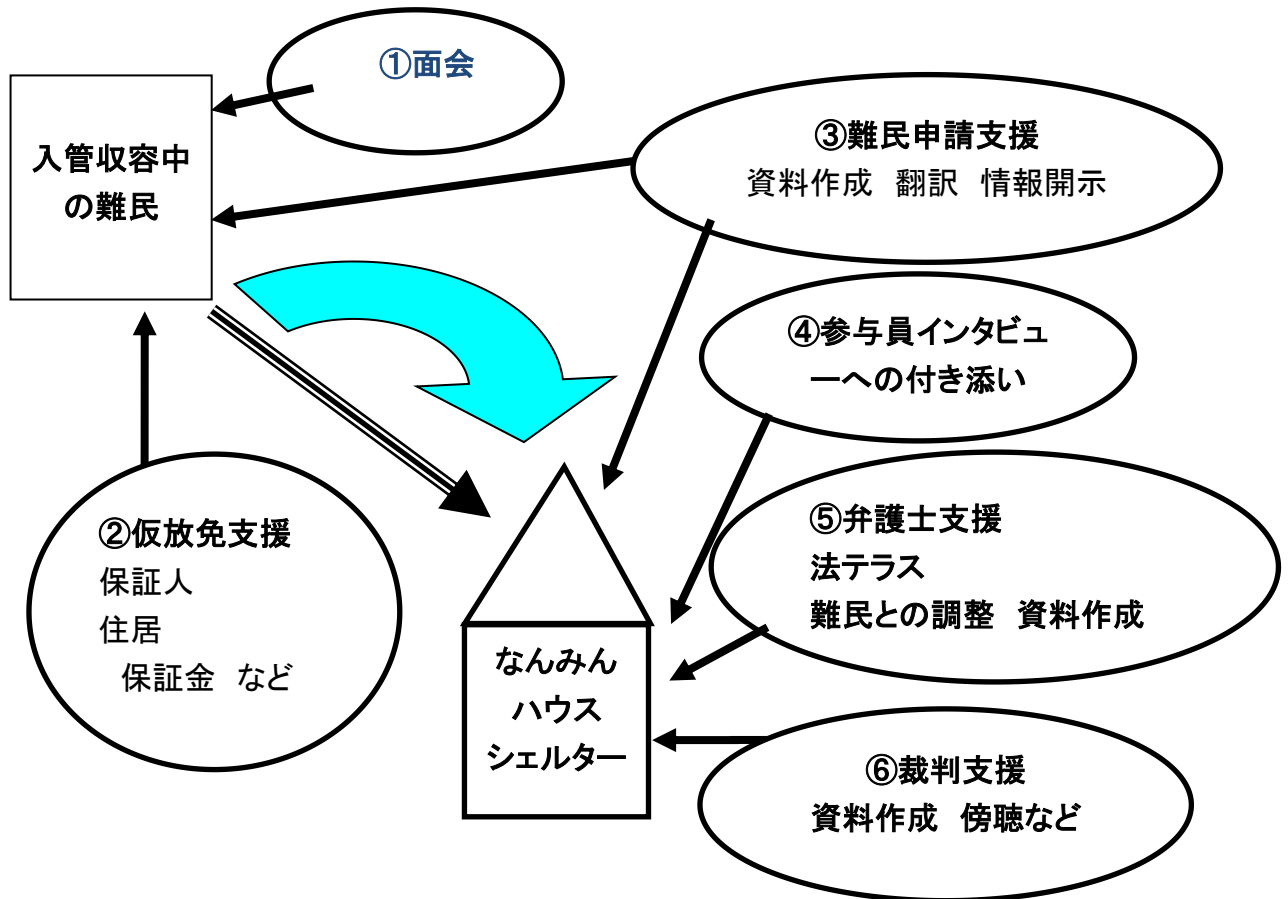 ①面会
入管収容中
の難民
③難民申請支援
資料作成　翻訳　情報開示
④参与員インタビュ
ーへの付き添い
②仮放免支援
保証人
住居
保証金　など
⑤弁護士支援
法テラス
難民との調整　資料作成
なんみん
ハウス
シェルター
⑥裁判支援
資料作成　傍聴など